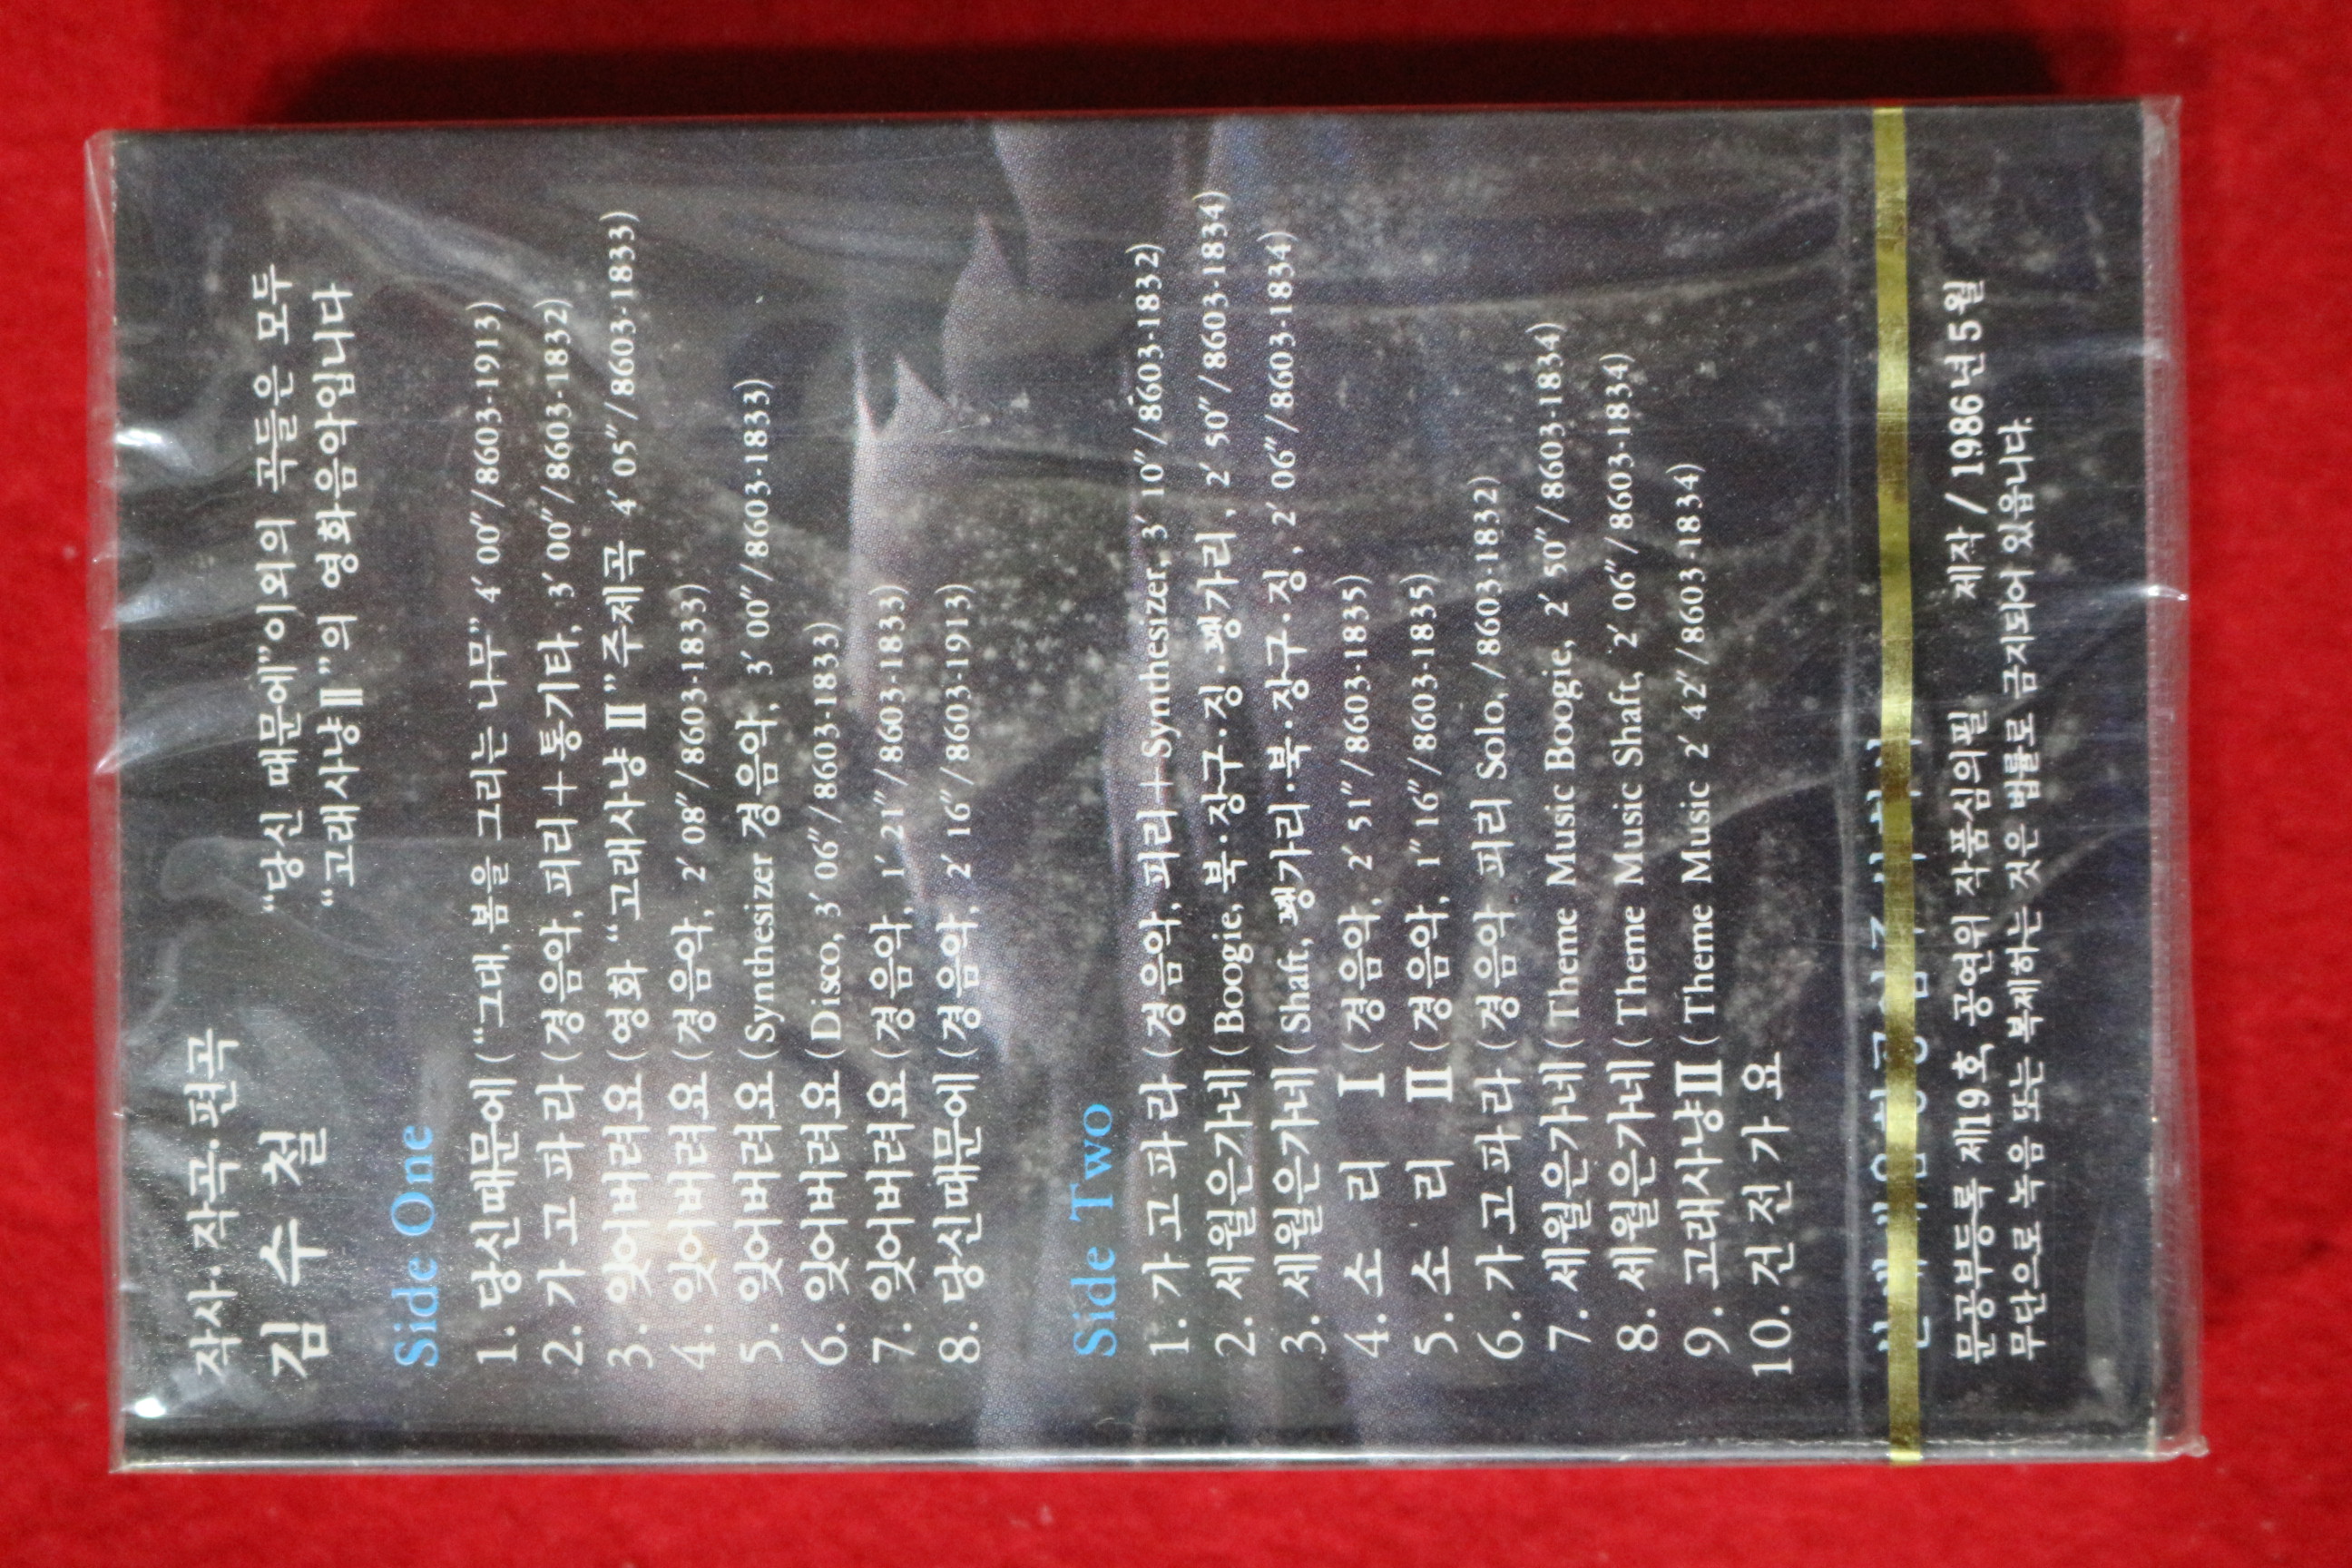 작사·작곡·편곡
김수철
“당신 때문에”이외의 곡들은 모두
“고래사냥Ⅱ”의 영화음악입니다
Side One
1. 당신때문에 (“그대, 봄을 그리는 나무” 4′ 00″/8603-1913)
2. 가 고 파 라 (경음악, 피리+통기타, 3′ 00″/8603-1832)
3. 잊어버려요 (영화 “고래사냥 Ⅱ”주제곡 4′ 05″/8603-1833)
4. 잊어버려요 (경음악, 2′ 08″/8603-1833)
5. 잊어버려요 (Synthesizer 경음악, 3′ 00″/8603-1833)
6. 잊어버려요 (Disco, 3′ 06″/8603-1833)
7. 잊어버려요 (경음악, 1′ 21″/8603-1833)
8. 당신때문에 (경음악, 2′ 16″/8603-1913)
Side Two
1. 가 고 파 라 (경음악, 피리+Synthesizer, 3′ 10″/8603-1832)
2. 세월은가네 (Boogie, 북·장구·징·꽹가리, 2′ 50″/8603-1834)
3. 세월은가네 (Shaft, 꽹가리·북·장구·징, 2′ 06″/8603-1834)
4. 소 리 Ⅰ (경음악, 2′ 51″/8603-1835)
5. 소 리 Ⅱ (경음악, 1″ 16″/8603-1835)
6. 가 고 파 라 (경음악 피리 Solo, /8603-1832)
7. 세월은가네 (Theme Music Boogie, 2′ 50″/8603-1834)
8. 세월은가네 (Theme Music Shaft, 2′ 06″/8603-1834)
9. 고래사냥Ⅱ (Theme Music 2′ 42″/8603-1834)
10. 건 전 가 요
문공부등록 제19호, 공연위 작품심의필 제작 / 1986년 5월
무단으로 녹음 또는 복제하는 것은 법률로 금지되어 있읍니다.